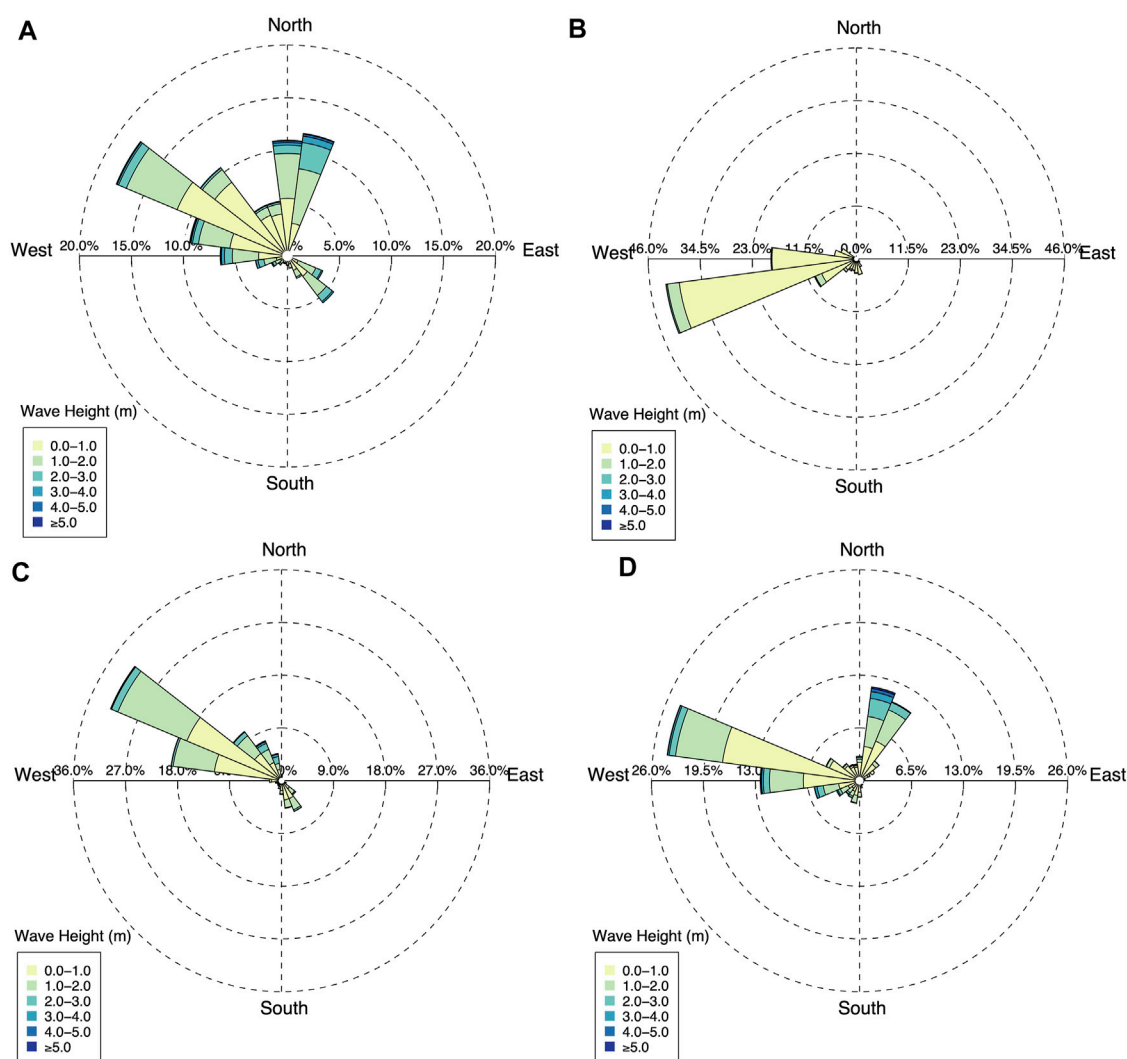 A
North
West
East
20.0%
15.0%
10.0%
%
5.0%
10.0%
15.0%
20.0%
South
Wave Height (m)
0.0–1.0
1.0–2.0
2.0–3.0
3.0–4.0
4.0–5.0
≥5.0
B
North
West
East
46.0%
34.5%
23.0%
11.5%
0.0%
11.5%
23.0%
34.5%
46.0%
South
Wave Height (m)
0.0–1.0
1.0–2.0
2.0–3.0
3.0–4.0
4.0–5.0
≥5.0
C
North
West
East
36.0%
27.0%
18.0%
%
9.0%
18.0%
27.0%
36.0%
South
Wave Height (m)
0.0–1.0
1.0–2.0
2.0–3.0
3.0–4.0
4.0–5.0
≥5.0
D
North
West
East
26.0%
19.5%
13.0
6.5%
13.0%
19.5%
26.0%
South
Wave Height (m)
0.0–1.0
1.0–2.0
2.0–3.0
3.0–4.0
4.0–5.0
≥5.0